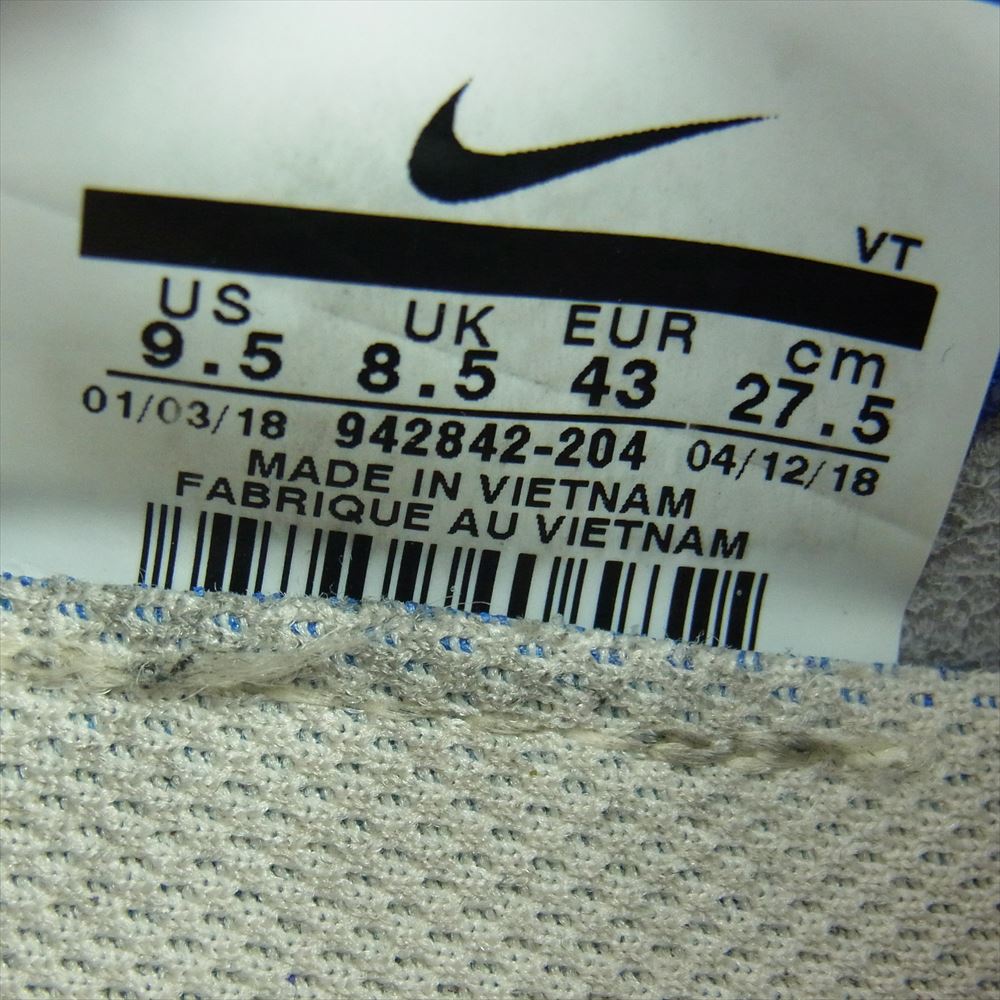 VT
US UK EUR cm
9.5 8.5 43 27.5
01/03/18 942842-204 04/12/18
MADE IN VIETNAM
FABRIQUE AU VIETNAM